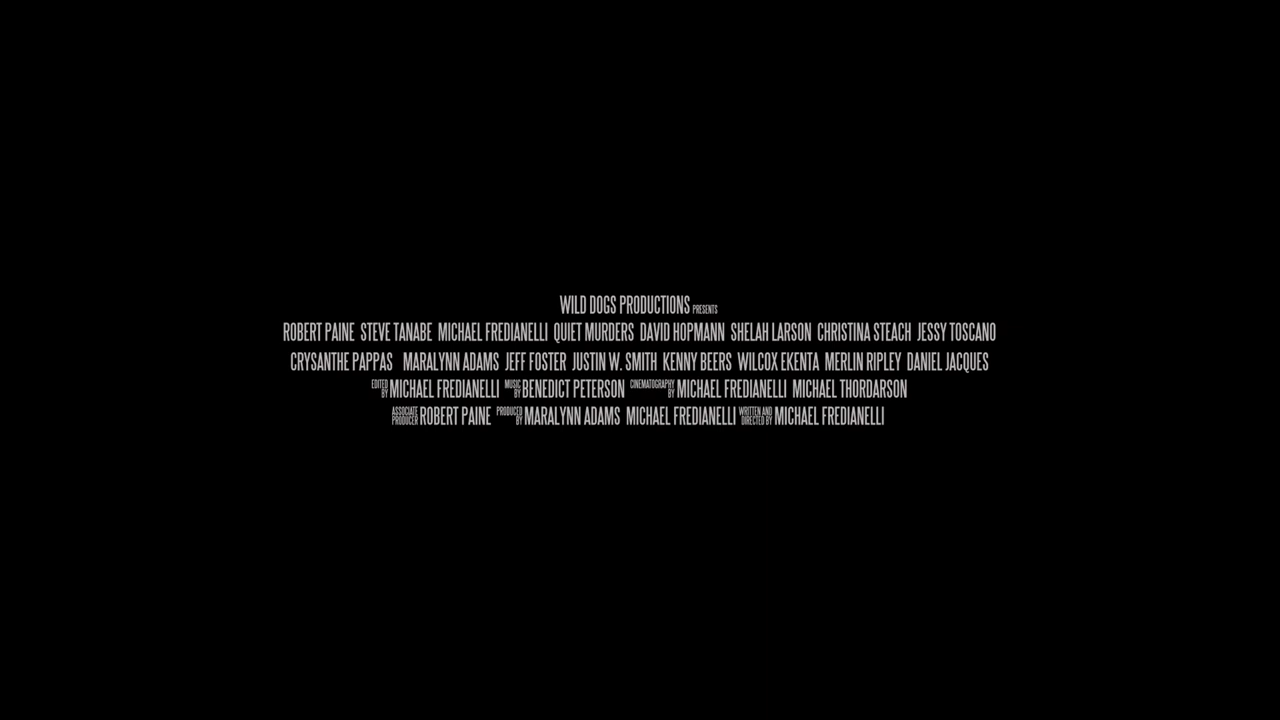 WILD DOGS PRODUCTIONS PRESENTS
ROBERT PAINE STEVE TANABE MICHAEL FREDIANELLI QUIET MURDERS DAVID HOPMANN SHELAH LARSON CHRISTINA STEACH JESSY TOSCANO
CRYSANTHE PAPPAS MARALYNN ADAMS JEFF FOSTER JUSTIN W. SMITH KENNY BEERS WILCOX EKENTA MERLIN RIPLEY DANIEL JACQUES
EDITED BY MICHAEL FREDIANELLI MUSIC BY BENEDICT PETERSON CINEMATOGRAPHY BY MICHAEL FREDIANELLI MICHAEL THORDARSON
ASSOCIATE PRODUCER ROBERT PAINE PRODUCED BY MARALYNN ADAMS MICHAEL FREDIANELLI WRITTEN AND DIRECTED BY MICHAEL FREDIANELLI